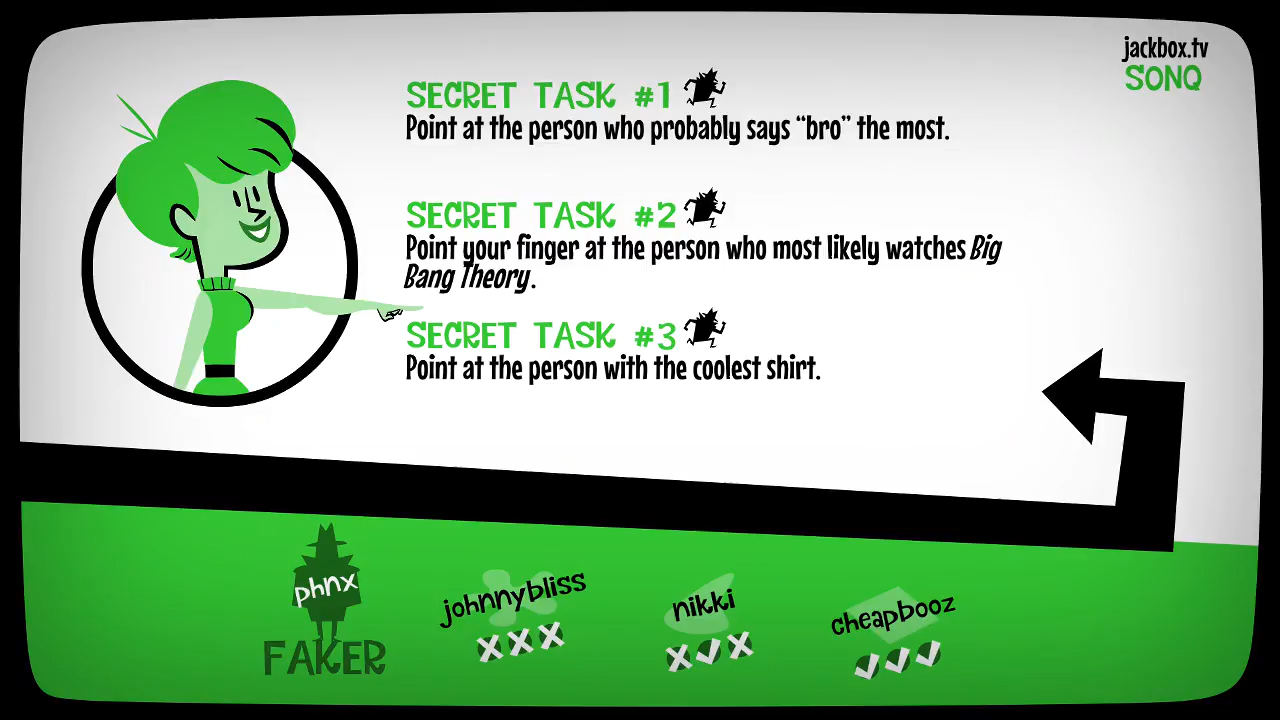 jackbox.tv
SONQ
SECRET TASK #1
Point at the person who probably says “bro” the most.
SECRET TASK #2
Point your finger at the person who most likely watches Big
Bang Theory.
SECRET TASK #3
Point at the person with the coolest shirt.
phnx
FAKER
johnnybliss
nikki
cheapbooz